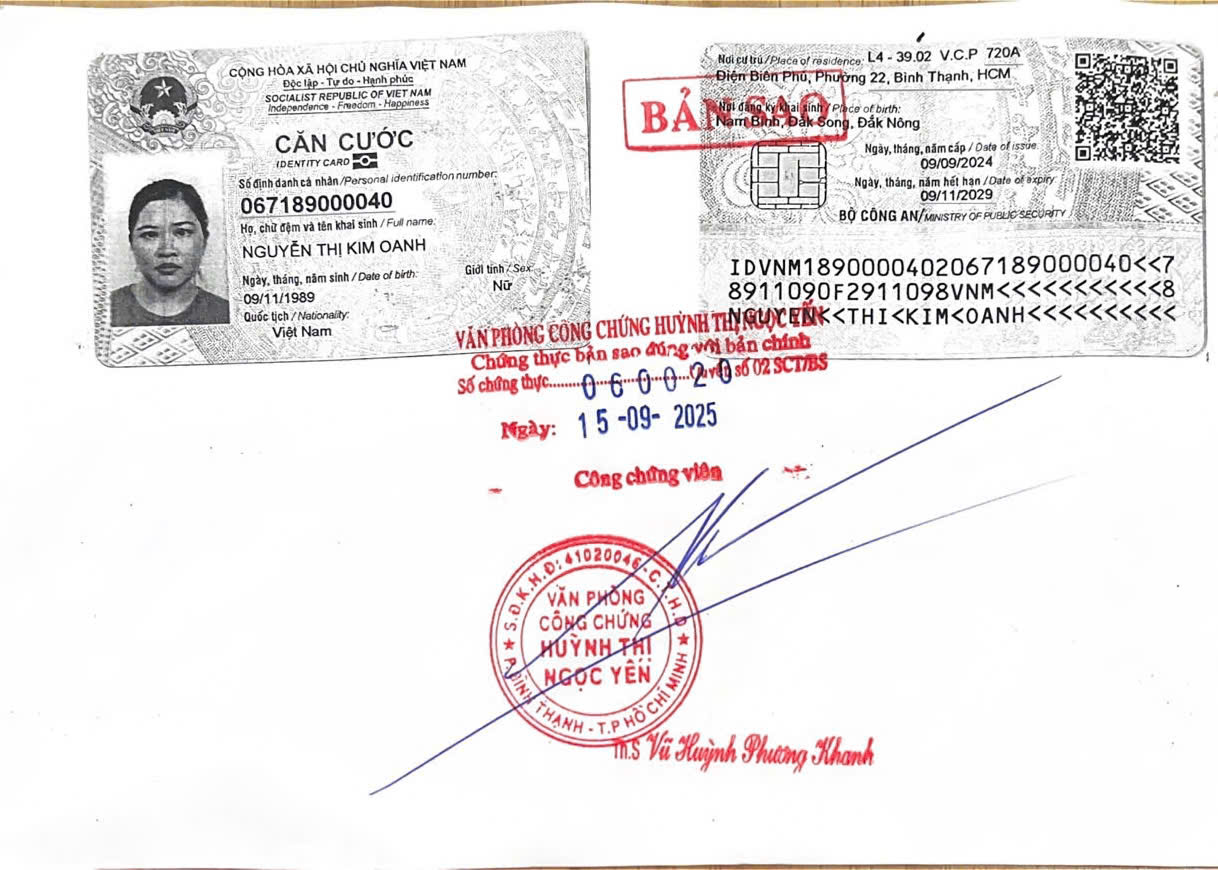 CỘNG HÒA XÃ HỘI CHỦ NGHĨA VIỆT NAM
Độc lập - Tự do - Hạnh phúc
SOCIALIST REPUBLIC OF VIET NAM
Independence - Freedom - Happiness
CĂN CƯỚC
IDENTITY CARD
Số định danh cá nhân / Personal identification number:
067189000040
Họ, chữ đệm và tên khai sinh / Full name:
NGUYỄN THỊ KIM OANH
Ngày, tháng, năm sinh / Date of birth:
09/11/1989
Giới tính / Sex:
Nữ
Quốc tịch / Nationality:
Việt Nam
Nơi cư trú / Place of residence: L4 - 39.02 V.C.P 720A
Điện Biên Phủ, Phường 22, Bình Thạnh, HCM
BẢN SAO
Nơi đăng ký khai sinh / Place of birth:
Nam Bình, Đắk Song, Đắk Nông
Ngày, tháng, năm cấp / Date of issue:
09/09/2024
Ngày, tháng, năm hết hạn / Date of expiry:
09/11/2029
BỘ CÔNG AN/MINISTRY OF PUBLIC SECURITY
IDVNM1890000402067189000040<<7
8911090F2911098VNM<<<<<<<<<<<8
NGUYEN<<THI<KIM<OANH<<<<<<<<<<
VĂN PHÒNG CÔNG CHỨNG HUỲNH THỊ NGỌC YẾN
Chứng thực bản sao đúng với bản chính
Số chứng thực........060020........Quyển số 02 SCT/BS
Ngày: 15-09-2025
Công chứng viên
S.Đ.K.H.Đ: 41020046-C.T.H.D
VĂN PHÒNG
CÔNG CHỨNG
HUỲNH THỊ
NGỌC YẾN
P.BÌNH THẠNH - T.P HỒ CHÍ MINH
Th.S Vũ Huỳnh Phương Khanh